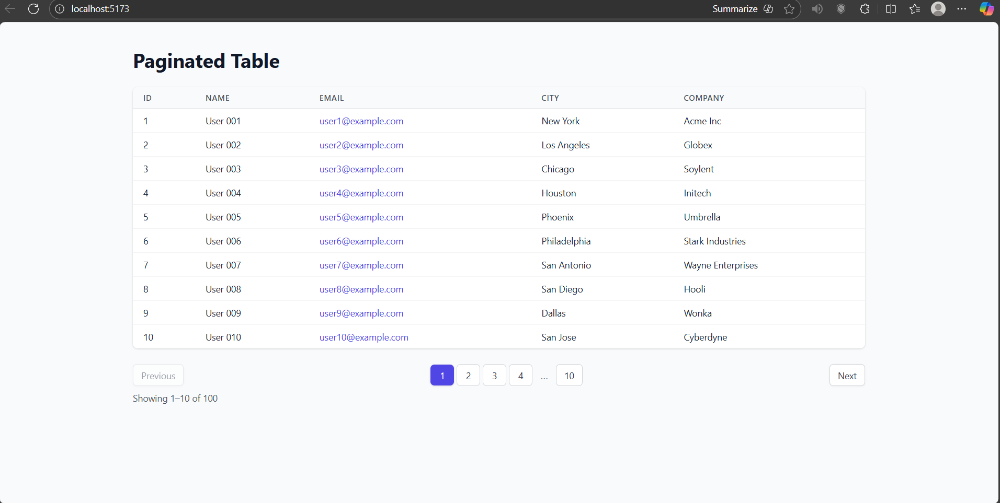 localhost:5173 Summarize
Paginated Table
ID NAME EMAIL CITY COMPANY
1 User 001 user1@example.com New York Acme Inc
2 User 002 user2@example.com Los Angeles Globex
3 User 003 user3@example.com Chicago Soylent
4 User 004 user4@example.com Houston Initech
5 User 005 user5@example.com Phoenix Umbrella
6 User 006 user6@example.com Philadelphia Stark Industries
7 User 007 user7@example.com San Antonio Wayne Enterprises
8 User 008 user8@example.com San Diego Hooli
9 User 009 user9@example.com Dallas Wonka
10 User 010 user10@example.com San Jose Cyberdyne
Previous 1 2 3 4 ... 10 Next
Showing 1–10 of 100